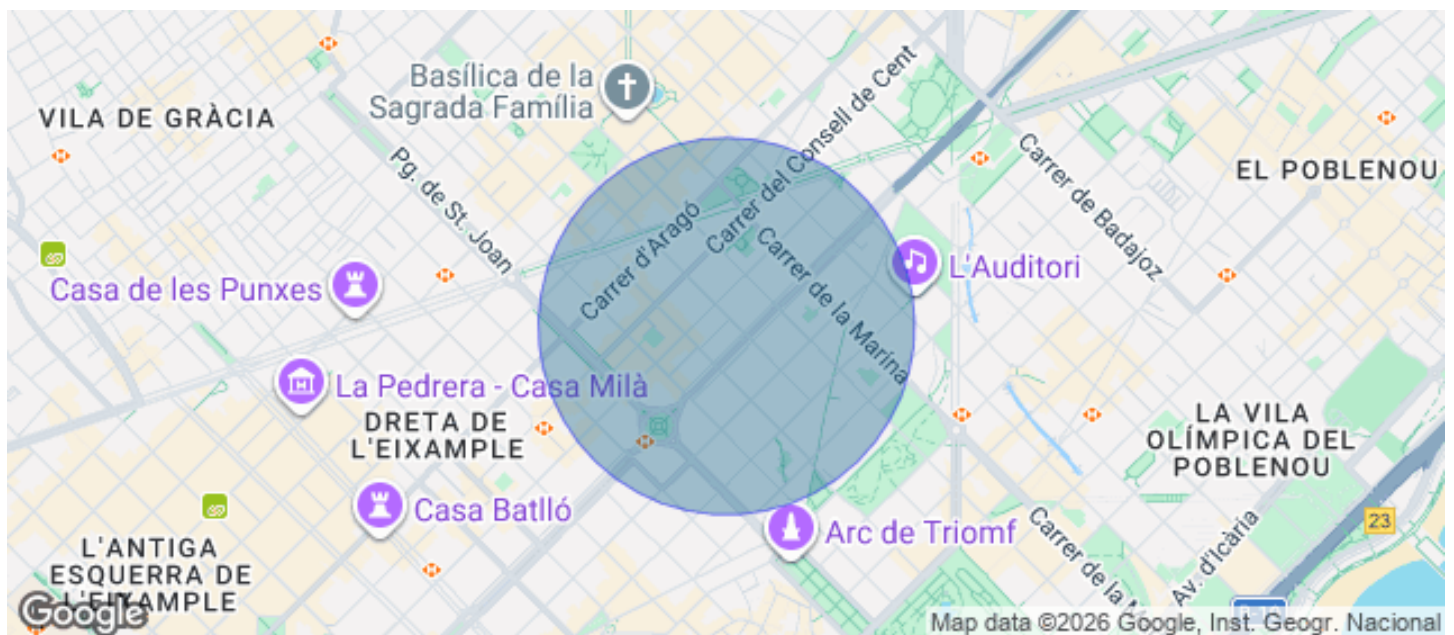 Basílica de la
Sagrada Família
VILA DE GRÀCIA
Carrer del Consell de Cent
Pg. de St. Joan
Carrer de Badajoz
EL POBLENOU
Carrer d'Aragó
Carrer de la Marina
L'Auditori
Casa de les Punxes
La Pedrera - Casa Milà
DRETA DE
L'EIXAMPLE
LA VILA
OLÍMPICA DEL
POBLENOU
Casa Batlló
Arc de Triomf
23
Carrer de la
Av. d'Icària
L'ANTIGA
ESQUERRA DE
L'EIXAMPLE
Google
Map data ©2026 Google, Inst. Geogr. Nacional